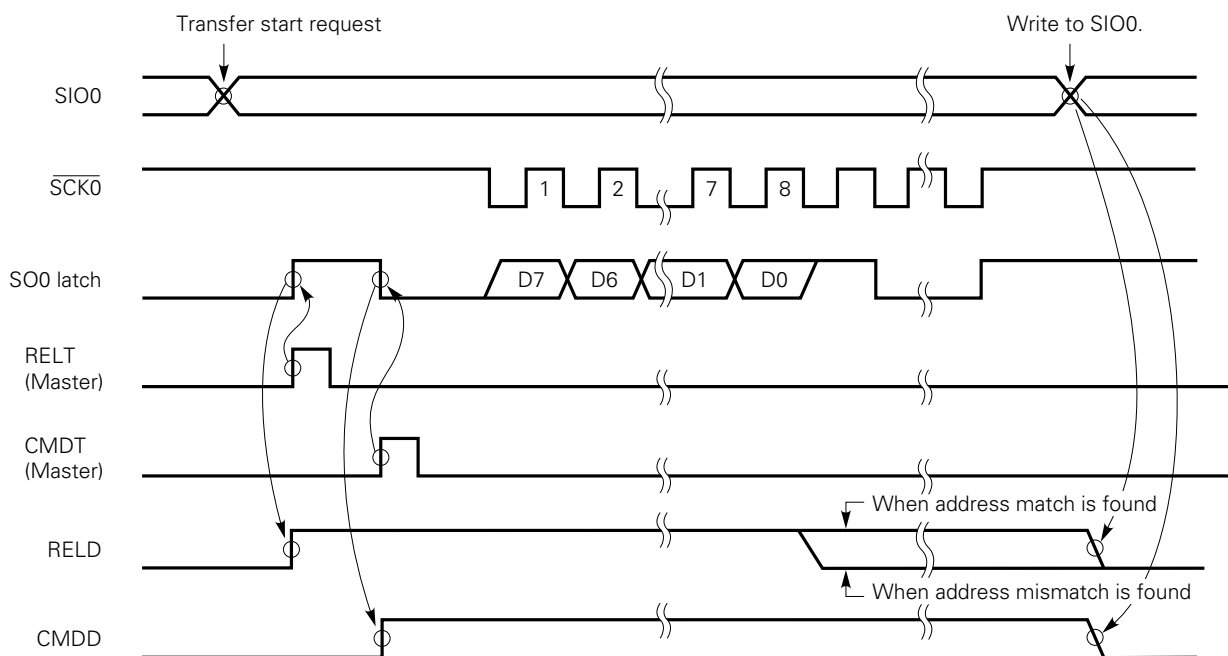 Transfer start request
Write to SIO0.
SIO0
SCK0
1 2 7 8
SO0 latch
D7 D6 D1 D0
RELT
(Master)
CMDT
(Master)
When address match is found
RELD
When address mismatch is found
CMDD